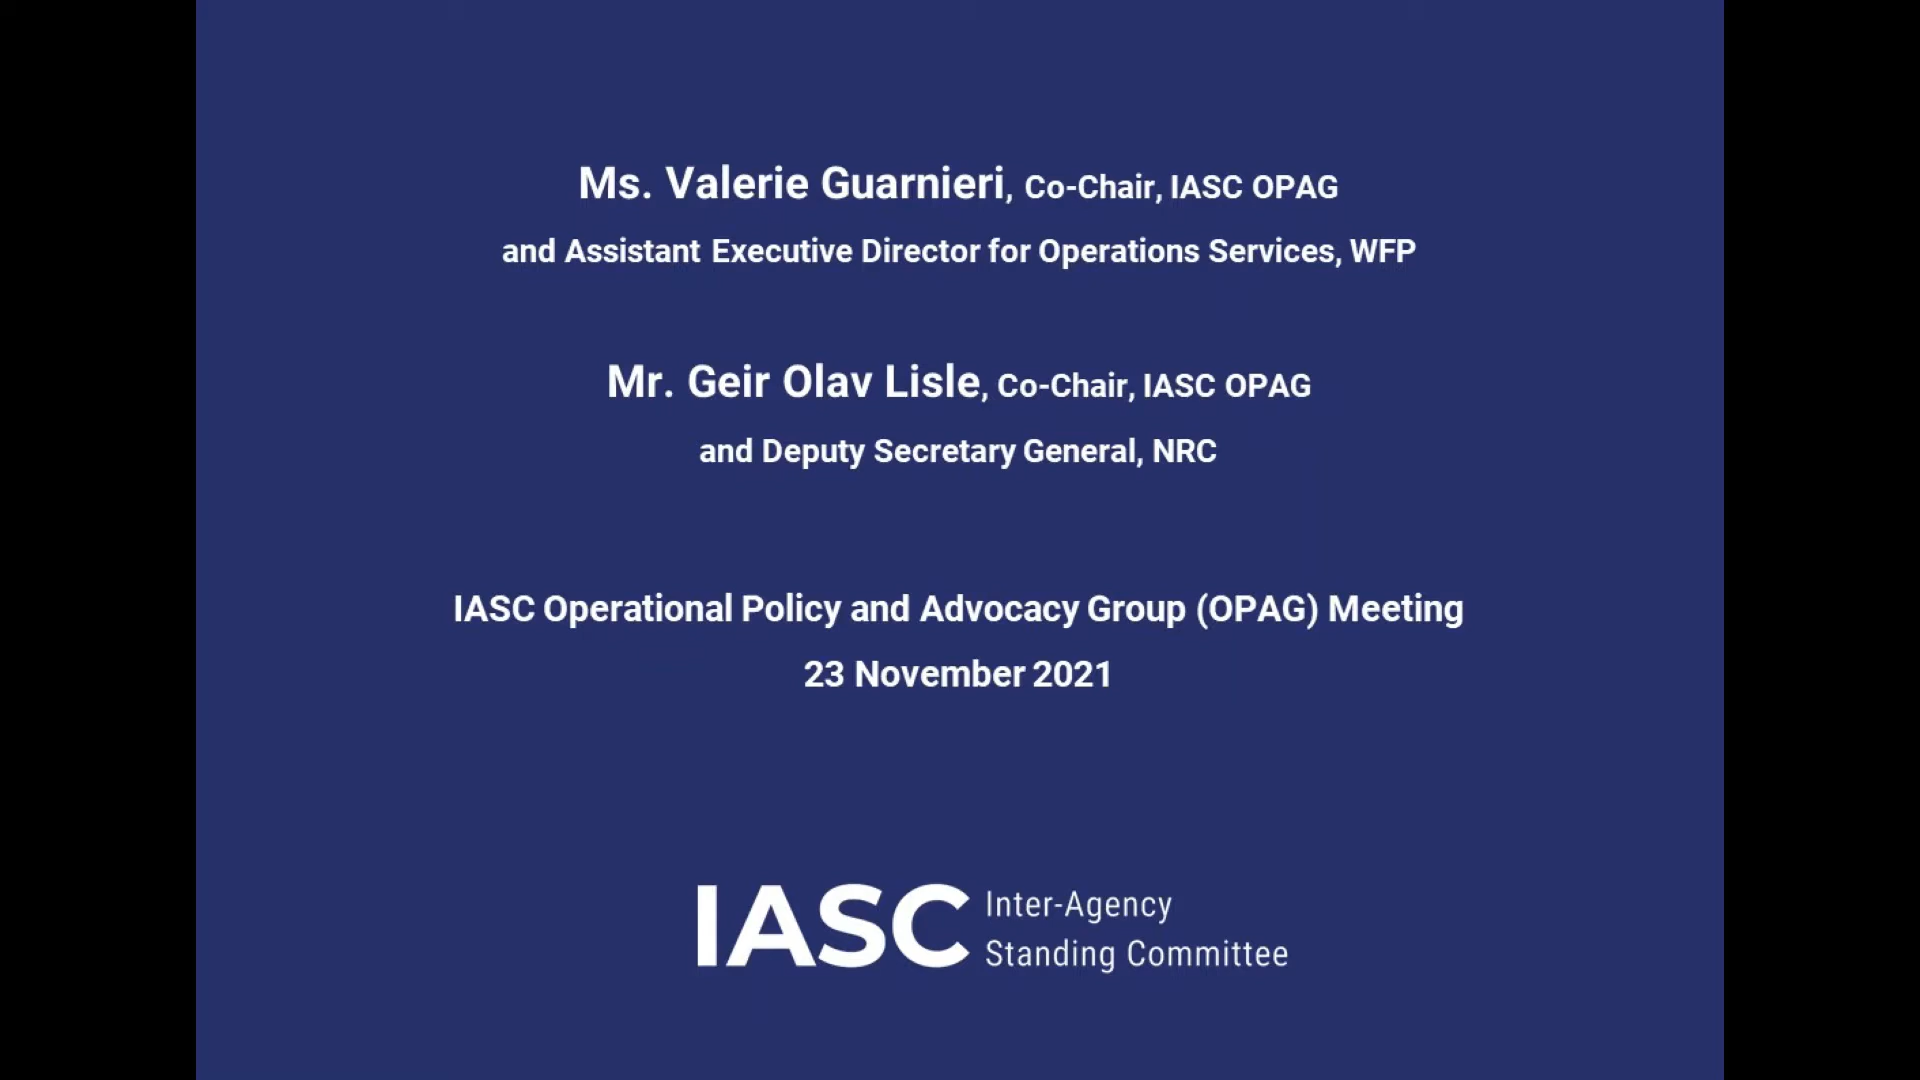 Ms. Valerie Guarnieri, Co-Chair, IASC OPAG
and Assistant Executive Director for Operations Services, WFP
Mr. Geir Olav Lisle, Co-Chair, IASC OPAG
and Deputy Secretary General, NRC
IASC Operational Policy and Advocacy Group (OPAG) Meeting
23 November 2021
IASC
Inter-Agency
Standing Committee